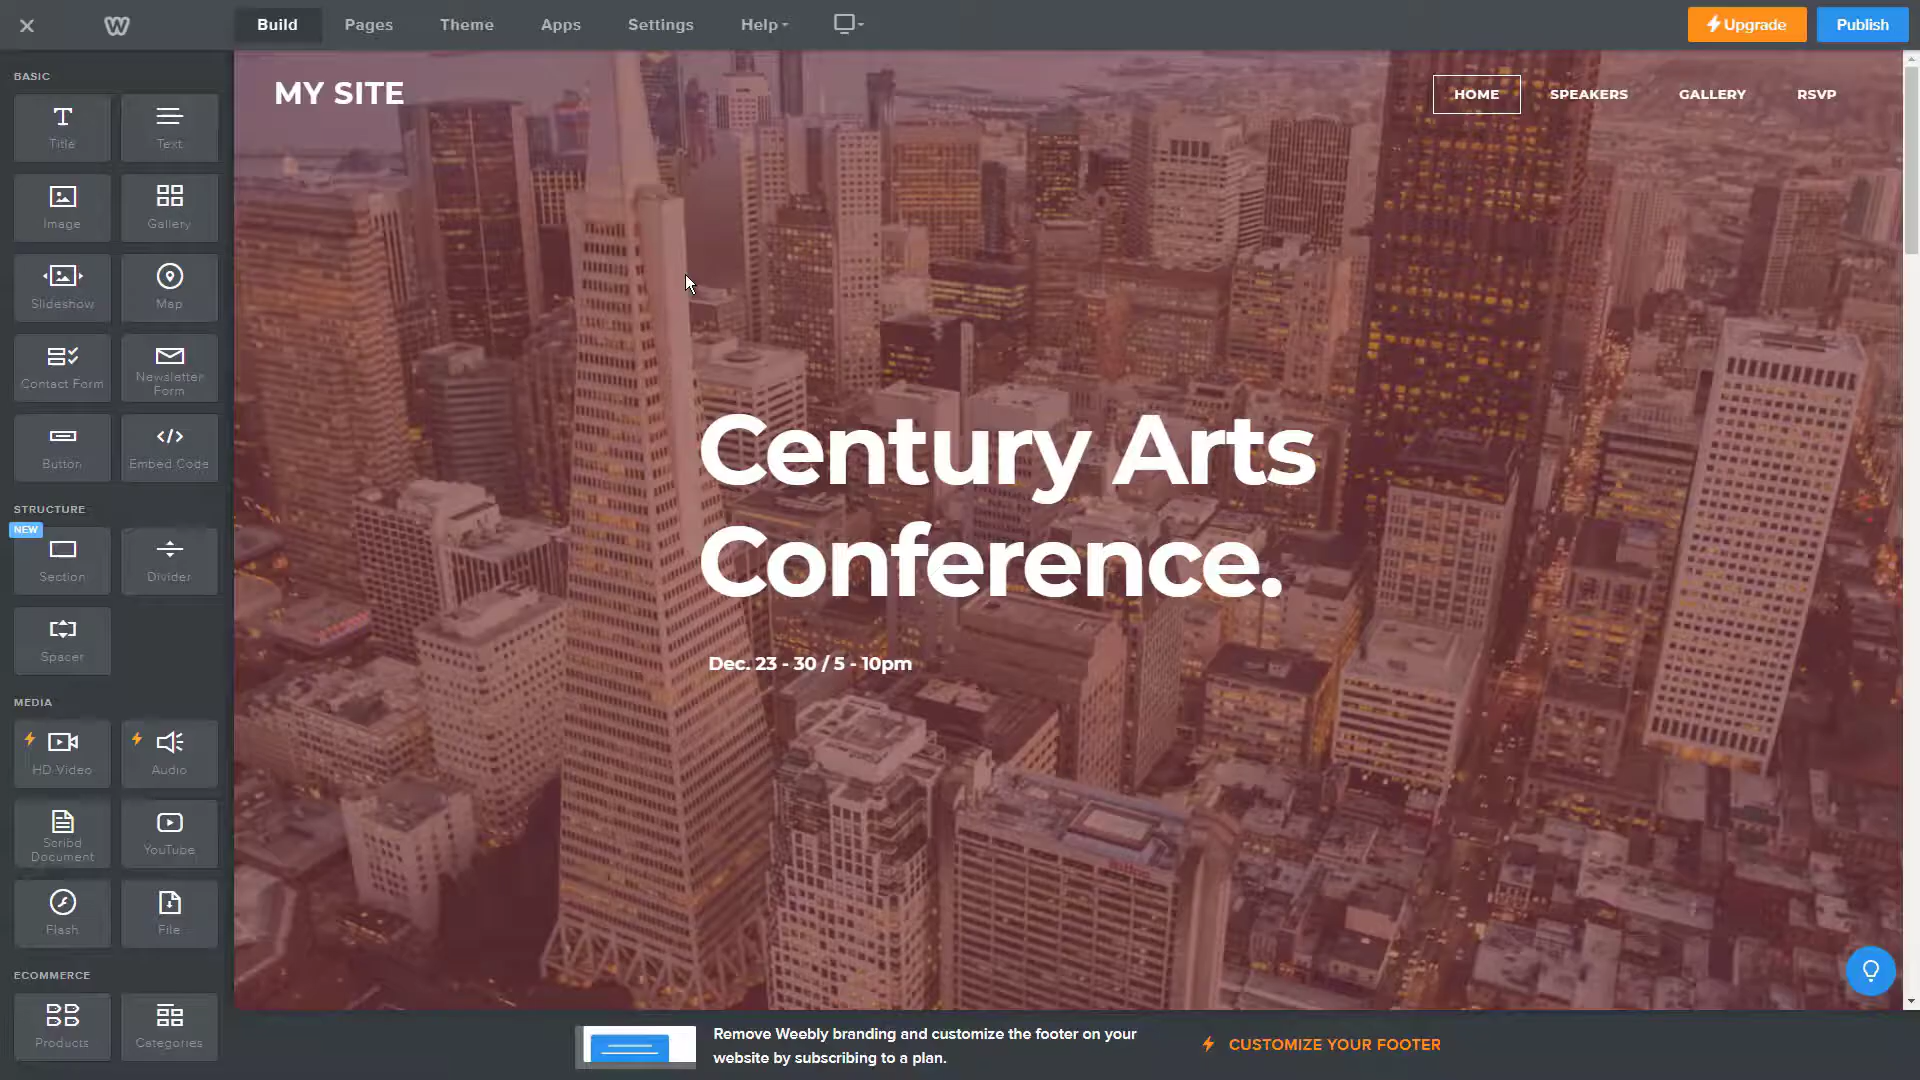 Build
Pages
Theme
Apps
Settings
Help
Upgrade
Publish
BASIC
Title
Text
Image
Gallery
Slideshow
Map
Contact Form
Newsletter
Form
Button
Embed Code
STRUCTURE
NEW
Section
Divider
Spacer
MEDIA
HD Video
Audio
Scribd
Document
YouTube
Flash
File
ECOMMERCE
Products
Categories
MY SITE
HOME
SPEAKERS
GALLERY
RSVP
Century Arts
Conference.
Dec. 23 - 30 / 5 - 10pm
Remove Weebly branding and customize the footer on your
website by subscribing to a plan.
CUSTOMIZE YOUR FOOTER